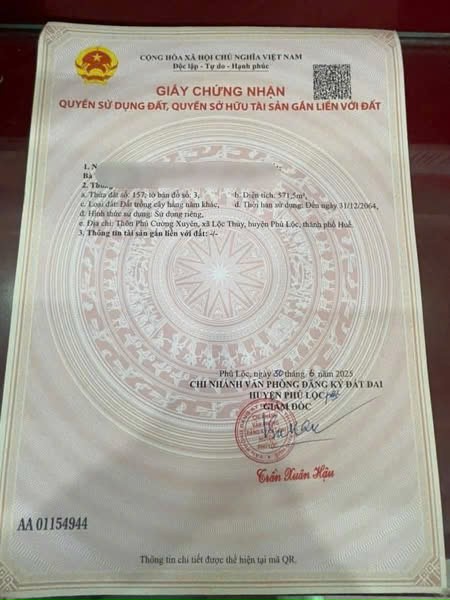 CỘNG HÒA XÃ HỘI CHỦ NGHĨA VIỆT NAM
Độc lập - Tự do - Hạnh phúc
GIẤY CHỨNG NHẬN
QUYỀN SỬ DỤNG ĐẤT, QUYỀN SỞ HỮU TÀI SẢN GẮN LIỀN VỚI ĐẤT
1. N
Bà
2. Thông
a. Thửa đất số: 157; tờ bản đồ số: 3, b. Diện tích: 571,5m²,
c. Loại đất: Đất trồng cây hàng năm khác, d. Thời hạn sử dụng: Đến ngày 31/12/2064,
đ. Hình thức sử dụng: Sử dụng riêng,
e. Địa chỉ: Thôn Phú Cường Xuyên, xã Lộc Thủy, huyện Phú Lộc, thành phố Huế.
3. Thông tin tài sản gắn liền với đất: -/-
Phú Lộc, ngày 30 tháng 6 năm 2025
CHI NHÁNH VĂN PHÒNG ĐĂNG KÝ ĐẤT ĐAI
HUYỆN PHÚ LỘC
GIÁM ĐỐC
Trần Xuân Hậu
AA 01154944
Thông tin chi tiết được thể hiện tại mã QR.